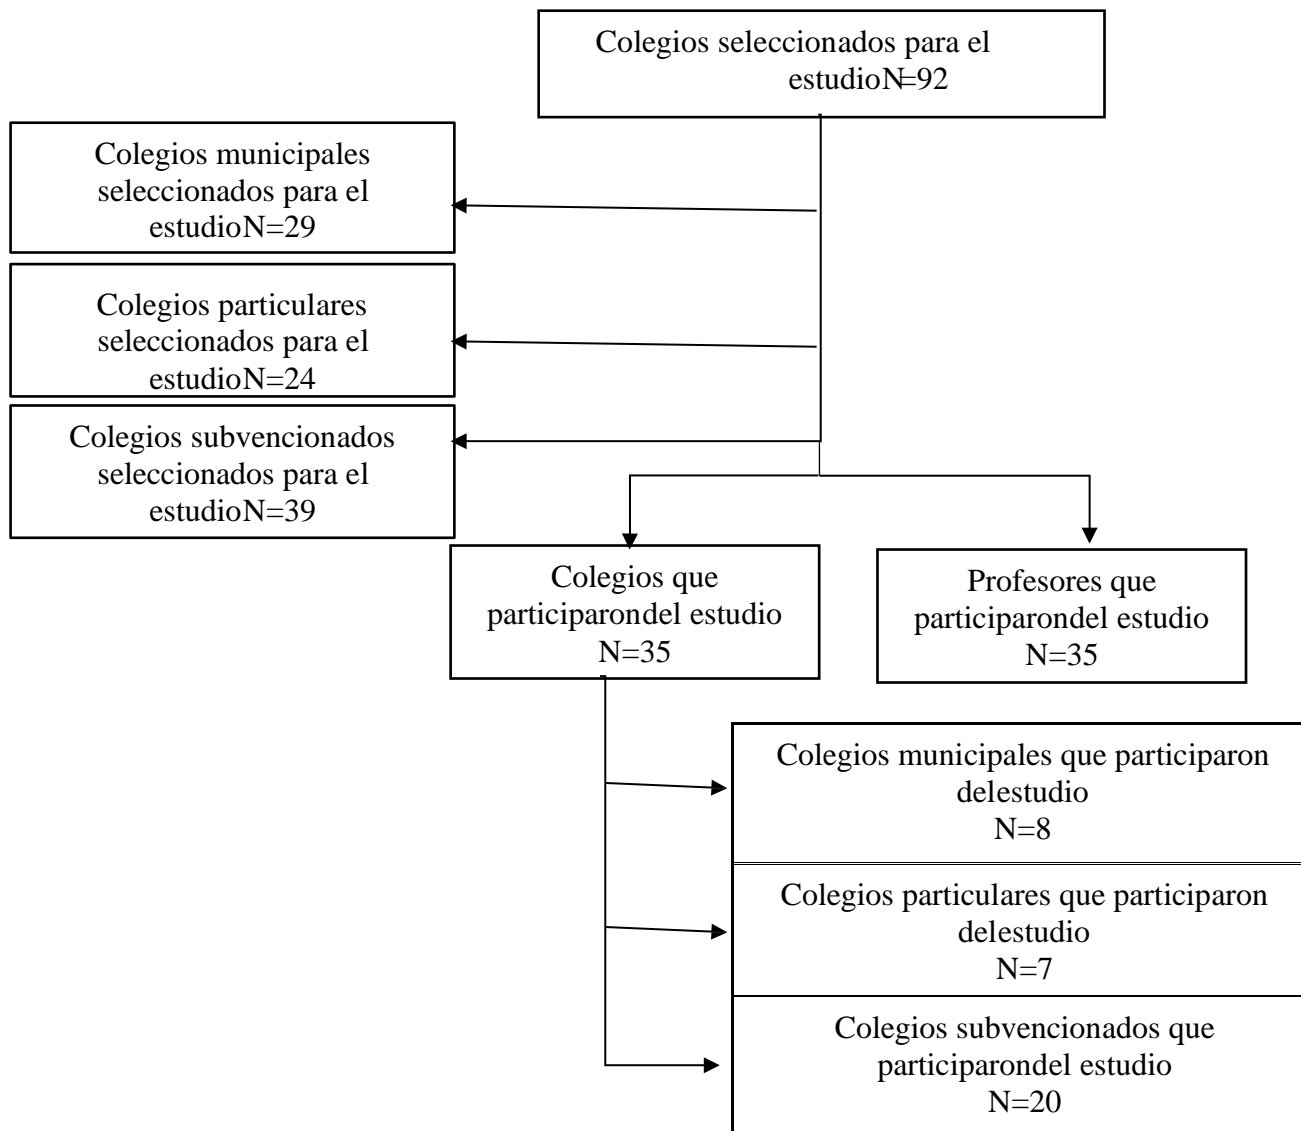 Colegios seleccionados para el
estudioN=92
Colegios municipales
seleccionados para el
estudioN=29
Colegios particulares
seleccionados para el
estudioN=24
Colegios subvencionados
seleccionados para el
estudioN=39
Colegios que
participarondel estudio
N=35
Profesores que
participarondel estudio
N=35
Colegios municipales que participaron
delestudio
N=8
Colegios particulares que participaron
delestudio
N=7
Colegios subvencionados que
participarondel estudio
N=20